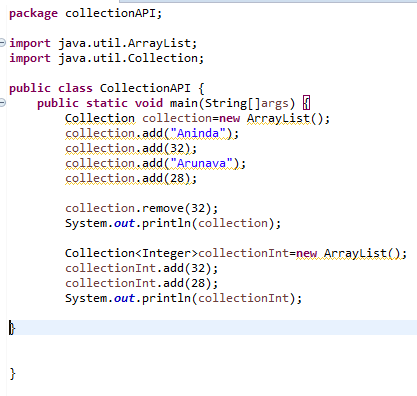 package collectionAPI;
import java.util.ArrayList;
import java.util.Collection;
public class CollectionAPI {
public static void main(String[]args) {
Collection collection=new ArrayList();
collection.add("Aninda");
collection.add(32);
collection.add("Arunava");
collection.add(28);
collection.remove(32);
System.out.println(collection);
Collection<Integer>collectionInt=new ArrayList();
collectionInt.add(32);
collectionInt.add(28);
System.out.println(collectionInt);
}
}